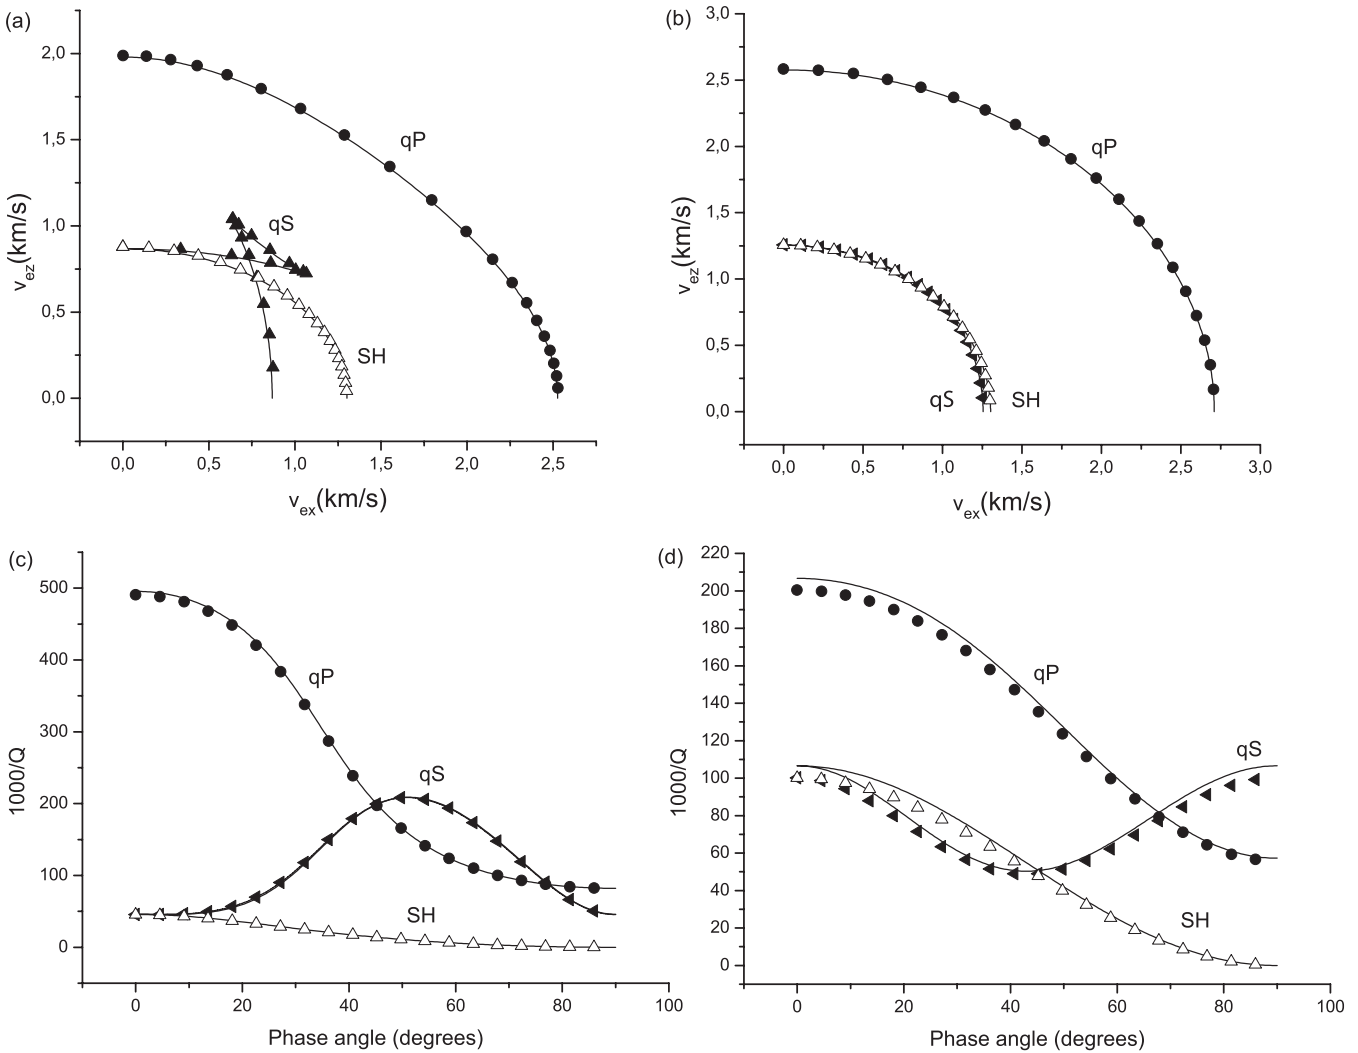 (a)
2,0
1,5
1,0
0,5
0,0
v_ez(km/s)
qP
qS
SH
0,0 0,5 1,0 1,5 2,0 2,5
v_ex(km/s)
(b)
3,0
2,5
2,0
1,5
1,0
0,5
0,0
v_ez(km/s)
qP
qS SH
0,0 0,5 1,0 1,5 2,0 2,5 3,0
v_ex(km/s)
(c)
500
400
300
200
100
0
1000/Q
qP
qS
SH
0 20 40 60 80 100
Phase angle (degrees)
(d)
220
200
180
160
140
120
100
80
60
40
20
0
1000/Q
qP
qS
SH
0 20 40 60 80 100
Phase angle (degrees)